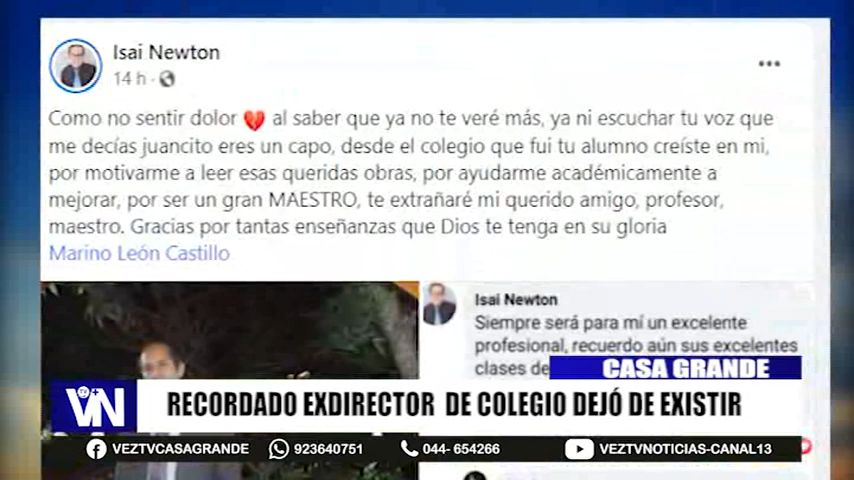 Isai Newton
14 h
Como no sentir dolor 💔 al saber que ya no te veré más, ya ni escuchar tu voz que
me decías juancito eres un capo, desde el colegio que fui tu alumno creíste en mi,
por motivarme a leer esas queridas obras, por ayudarme académicamente a
mejorar, por ser un gran MAESTRO, te extrañaré mi querido amigo, profesor,
maestro. Gracias por tantas enseñanzas que Dios te tenga en su gloria
Marino León Castillo
Isai Newton
Siempre será para mí un excelente
profesional, recuerdo aún sus excelentes
clases de
CASA GRANDE
VN
RECORDADO EXDIRECTOR DE COLEGIO DEJÓ DE EXISTIR
VEZTVCASAGRANDE 923640751 044- 654266 VEZTVNOTICIAS-CANAL13